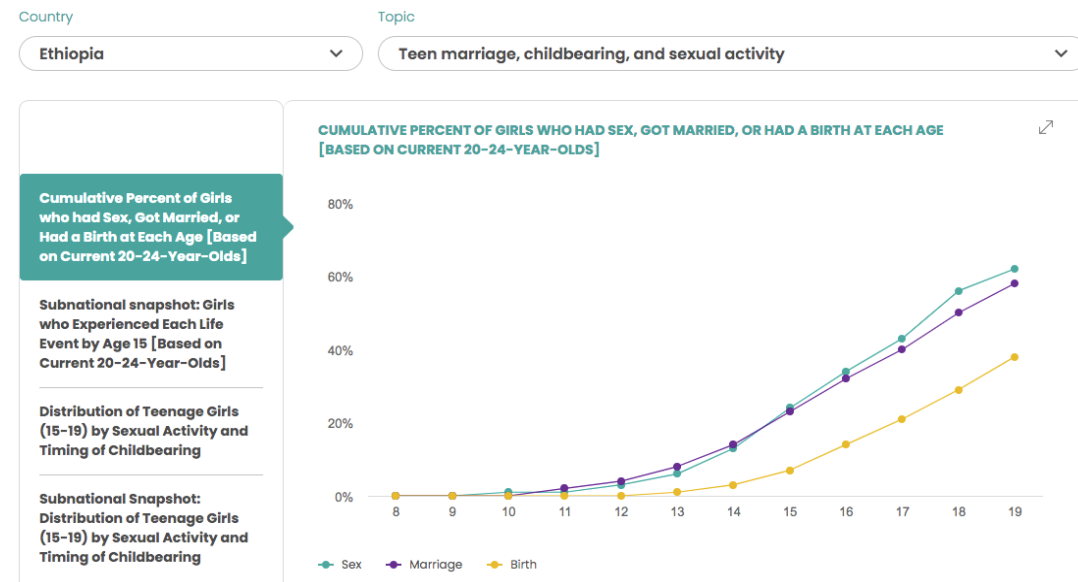 Country
Topic
Ethiopia
Teen marriage, childbearing, and sexual activity
Cumulative Percent of Girls
who had Sex, Got Married, or
Had a Birth at Each Age [Based
on Current 20-24-Year-Olds]
Subnational snapshot: Girls
who Experienced Each Life
Event by Age 15 [Based on
Current 20-24-Year-Olds]
Distribution of Teenage Girls
(15-19) by Sexual Activity and
Timing of Childbearing
Subnational Snapshot:
Distribution of Teenage Girls
(15-19) by Sexual Activity and
Timing of Childbearing
CUMULATIVE PERCENT OF GIRLS WHO HAD SEX, GOT MARRIED, OR HAD A BIRTH AT EACH AGE
[BASED ON CURRENT 20-24-YEAR-OLDS]
80%
60%
40%
20%
0%
8 9 10 11 12 13 14 15 16 17 18 19
Sex Marriage Birth